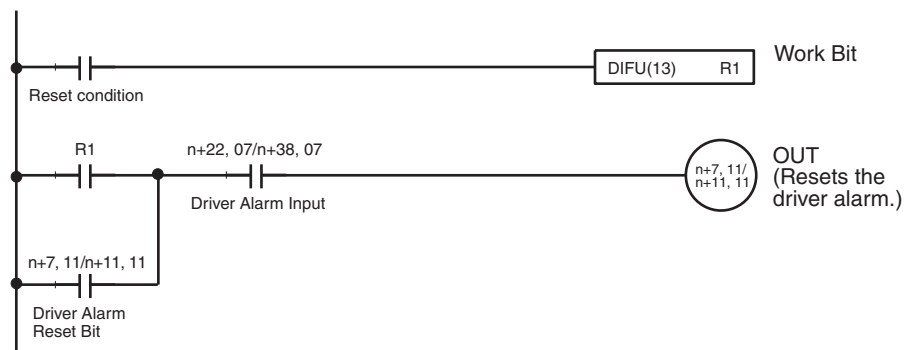 DIFU(13) R1
Work Bit
Reset condition
R1
n+22, 07/n+38, 07
Driver Alarm Input
n+7, 11/
n+11, 11
OUT
(Resets the
driver alarm.)
n+7, 11/n+11, 11
Driver Alarm
Reset Bit